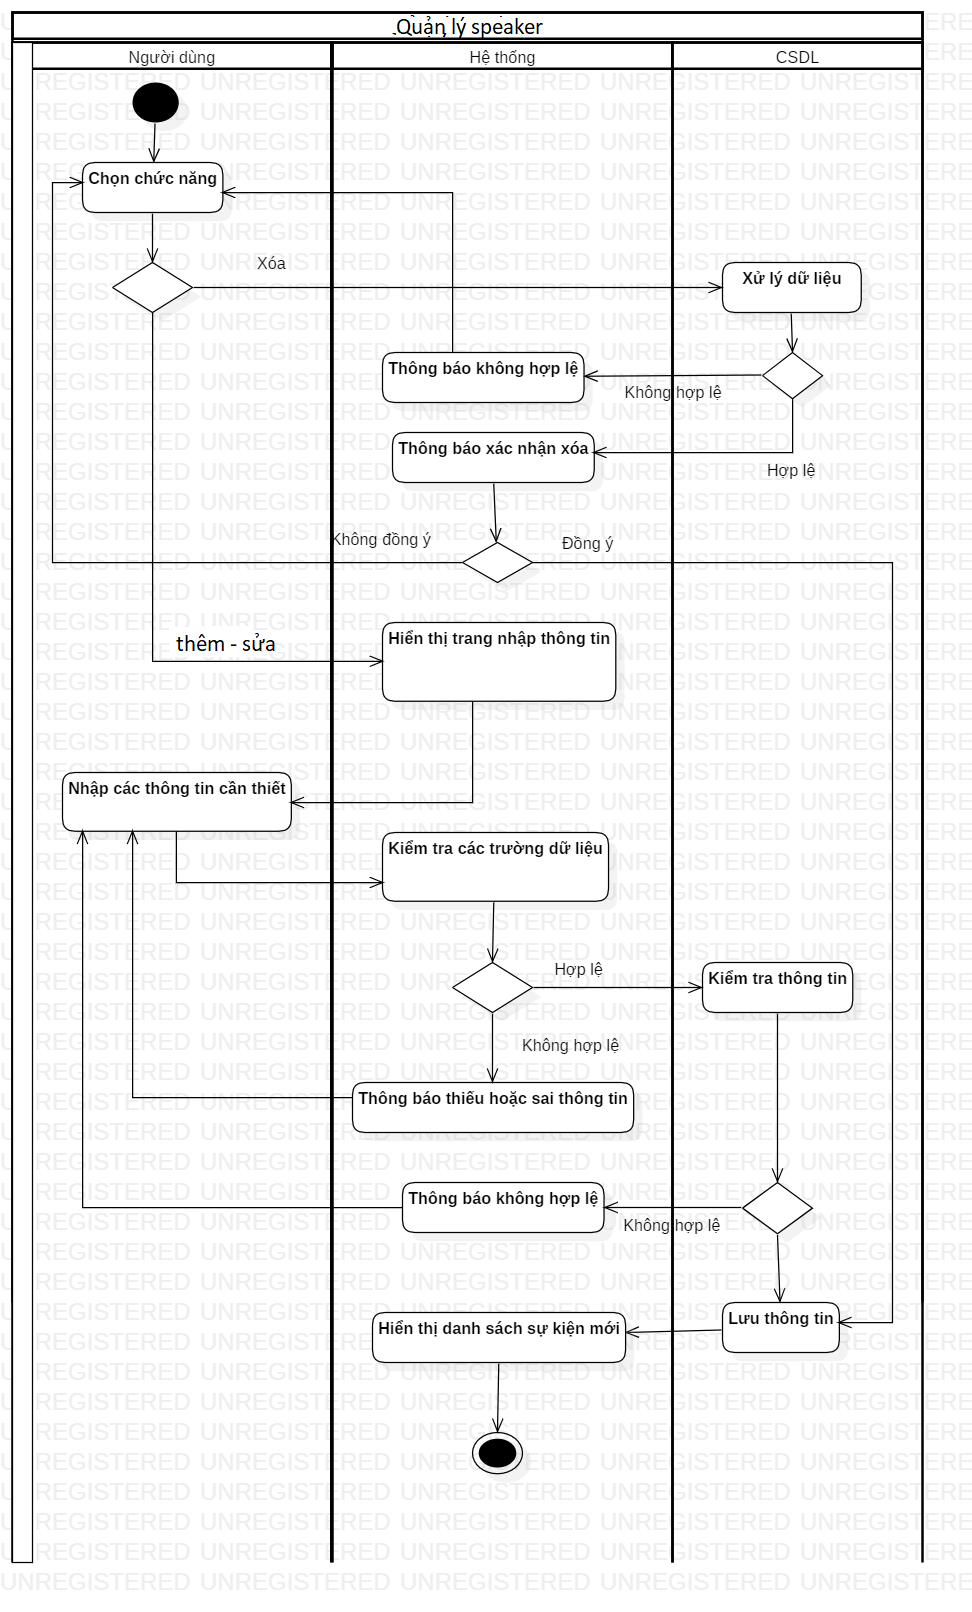 Quản lý speaker
Người dùng
Hệ thống
CSDL
Chọn chức năng
Xóa
Xử lý dữ liệu
Thông báo không hợp lệ
Không hợp lệ
Thông báo xác nhận xóa
Hợp lệ
Không đồng ý
Đồng ý
Hiển thị trang nhập thông tin
thêm - sửa
Nhập các thông tin cần thiết
Kiểm tra các trường dữ liệu
Hợp lệ
Kiểm tra thông tin
Không hợp lệ
Thông báo thiếu hoặc sai thông tin
Thông báo không hợp lệ
Không hợp lệ
Lưu thông tin
Hiển thị danh sách sự kiện mới
UNREGISTERED UNREGISTERED UNREGISTERED UNREGISTERED UNREGISTERE